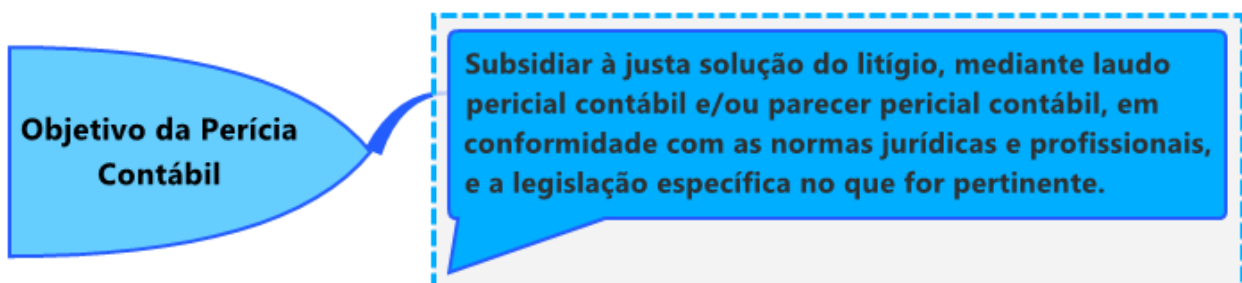 Objetivo da Perícia
Contábil
Subsidiar à justa solução do litígio, mediante laudo
pericial contábil e/ou parecer pericial contábil, em
conformidade com as normas jurídicas e profissionais,
e a legislação específica no que for pertinente.